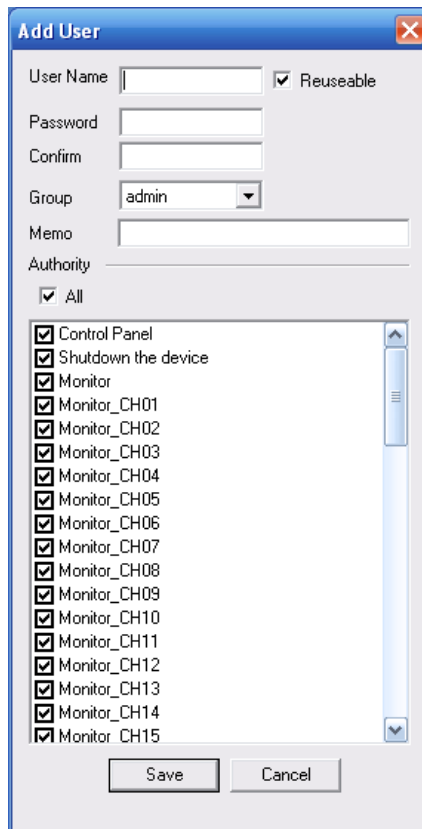 Add User
User Name
Reuseable
Password
Confirm
Group
admin
Memo
Authority
All
Control Panel
Shutdown the device
Monitor
Monitor_CH01
Monitor_CH02
Monitor_CH03
Monitor_CH04
Monitor_CH05
Monitor_CH06
Monitor_CH07
Monitor_CH08
Monitor_CH09
Monitor_CH10
Monitor_CH11
Monitor_CH12
Monitor_CH13
Monitor_CH14
Monitor_CH15
Save
Cancel